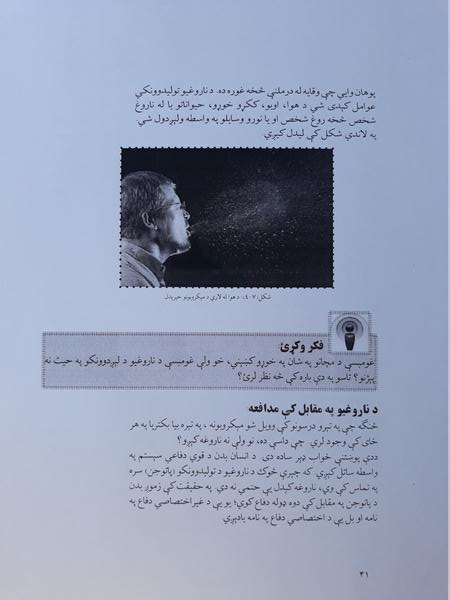 پوهان وايي چې وقايه له درملنې څخه غوره ده. د ناروغيو توليدوونکي
عوامل کېدی شي د هوا، اوبو، ککړو خوړو، حيواناتو يا له ناروغ
شخص څخه روغ شخص او يا نورو وسايلو په واسطه ولېږدول شي.
په لاندې شکل کې ليدل کيږي.
شکل(٧-٤): د هوا له لارې د ميکروبونو خپرېدل
فکر وکړئ:
غومبسې د مچانو په شان په خوړو کښېني، خو ولې غومبسې د ناروغيو د لېږدوونکو په حيث نه
پېژنو؟ تاسو په دې باره کې څه نظر لرئ؟
د ناروغيو په مقابل کې مدافعه
څنگه چې په تېرو درسونو کې وويل شو ميکروبونه ، په تېره بيا بکتريا په هر
ځای کې وجود لري. چې داسې ده، نو ولې نه ناروغه کېږو؟
ددې پوښتنې ځواب ډېر ساده دی. د انسان بدن د قوي دفاعي سيستم په
واسطه ساتل کيږي. که چېرې څوک د ناروغيو د توليدوونکو (پاتوجن) سره
په تماس کې وي، ناروغه کېدل يې حتمي نه دي. په حقيقت کې زموږ بدن
د پاتوجن په مقابل کې دوه ډوله دفاع کوي؛ يو يې د غيراختصاصي دفاع په
نامه او بل يې د اختصاصي دفاع په نامه يادېږي.
٣١